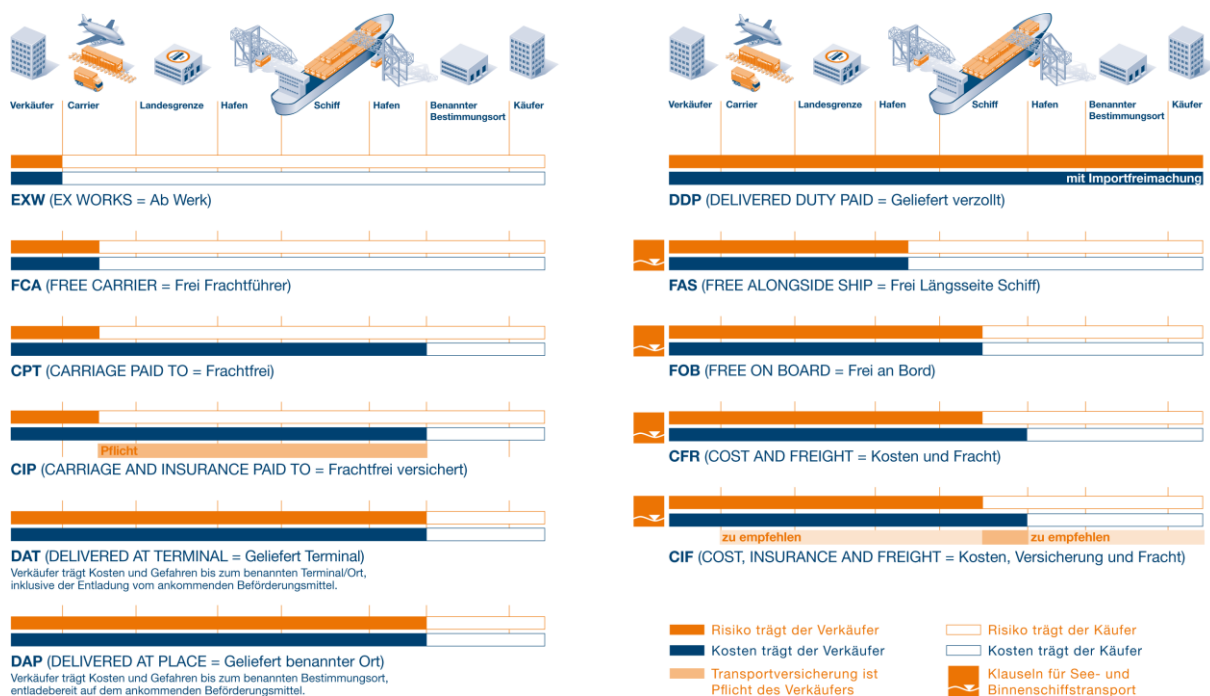 Verkäufer Carrier Landesgrenze Hafen Schiff Hafen Benannter Bestimmungsort Käufer
EXW (EX WORKS = Ab Werk)
FCA (FREE CARRIER = Frei Frachtführer)
CPT (CARRIAGE PAID TO = Frachtfrei)
Pflicht
CIP (CARRIAGE AND INSURANCE PAID TO = Frachtfrei versichert)
DAT (DELIVERED AT TERMINAL = Geliefert Terminal)
Verkäufer trägt Kosten und Gefahren bis zum benannten Terminal/Ort,
inklusive der Entladung vom ankommenden Beförderungsmittel.
DAP (DELIVERED AT PLACE = Geliefert benannter Ort)
Verkäufer trägt Kosten und Gefahren bis zum benannten Bestimmungsort,
entladebereit auf dem ankommenden Beförderungsmittel.
Verkäufer Carrier Landesgrenze Hafen Schiff Hafen Benannter Bestimmungsort Käufer
mit Importfreimachung
DDP (DELIVERED DUTY PAID = Geliefert verzollt)
FAS (FREE ALONGSIDE SHIP = Frei Längsseite Schiff)
FOB (FREE ON BOARD = Frei an Bord)
CFR (COST AND FREIGHT = Kosten und Fracht)
zu empfehlen zu empfehlen
CIF (COST, INSURANCE AND FREIGHT = Kosten, Versicherung und Fracht)
Risiko trägt der Verkäufer
Kosten trägt der Verkäufer
Transportversicherung ist
Pflicht des Verkäufers
Risiko trägt der Käufer
Kosten trägt der Käufer
Klauseln für See- und
Binnenschiffstransport